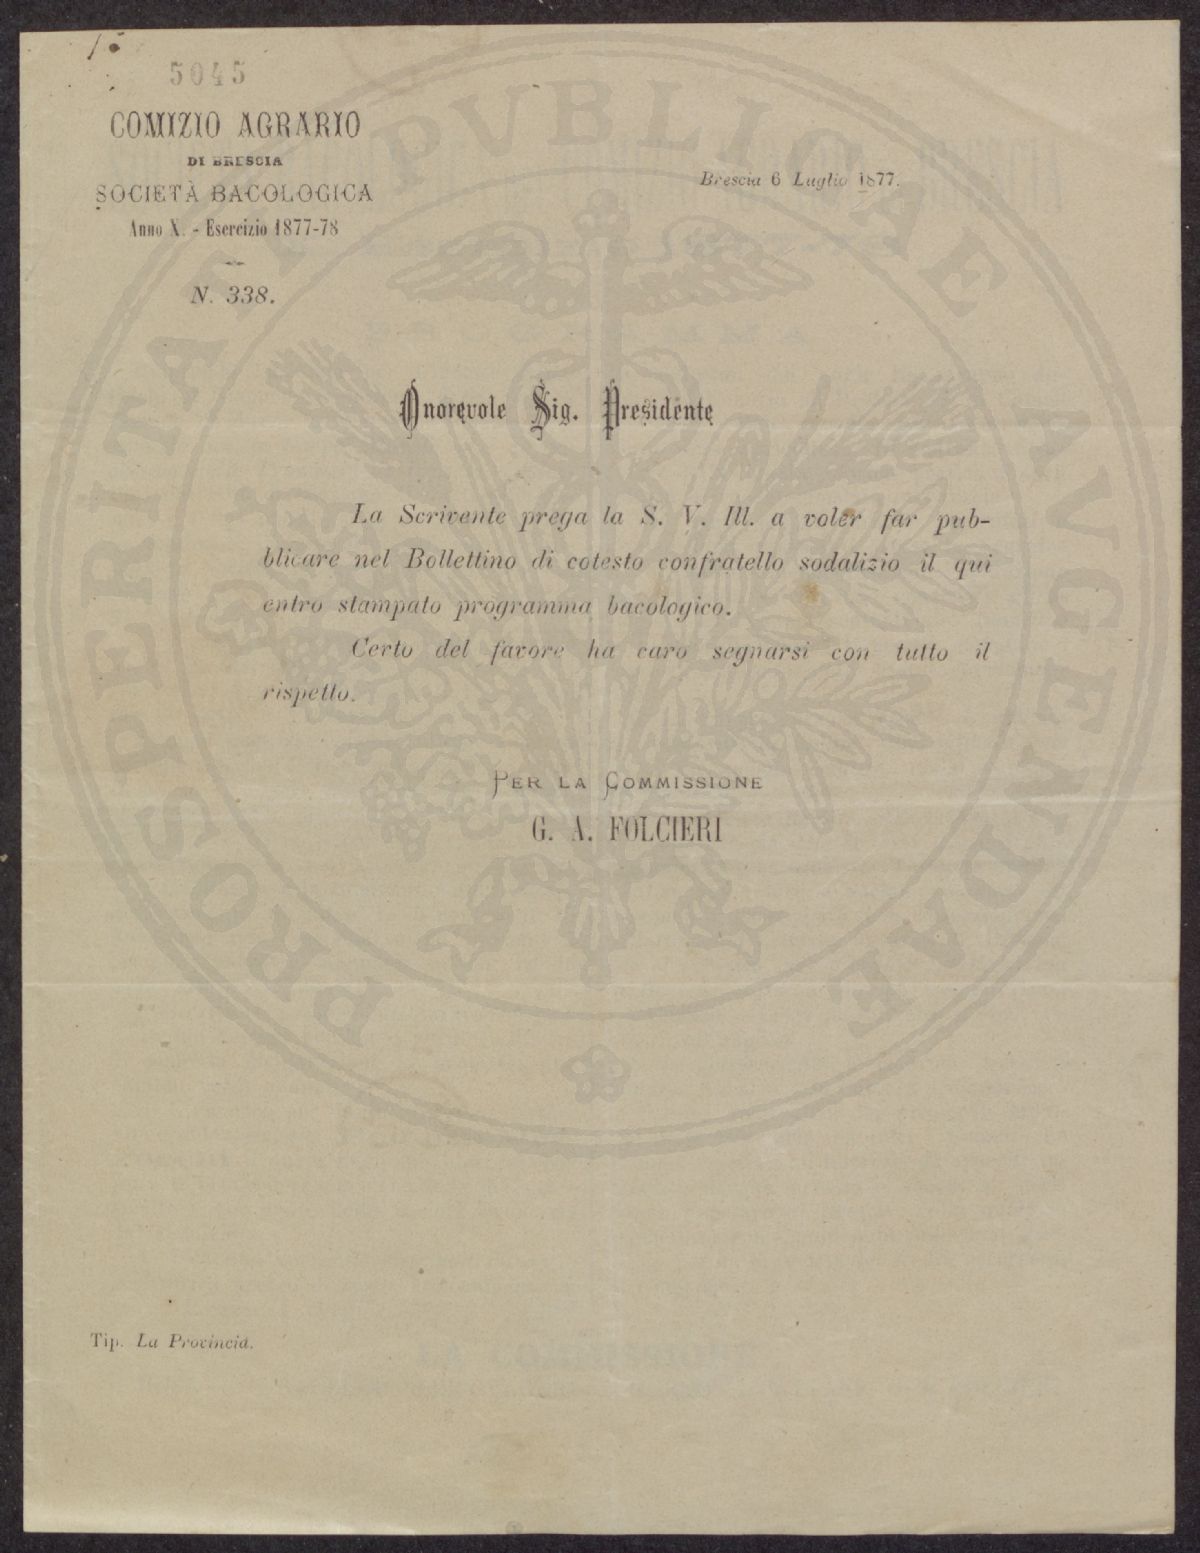 5045
COMIZIO AGRARIO
DI BRESCIA
SOCIETÀ BACOLOGICA
Anno X. - Esercizio 1877-78
N. 338.
Brescia 6 Luglio 1877.
Onorevole Sig. Presidente
La Scrivente prega la S. V. Ill. a voler far pub-
blicare nel Bollettino di cotesto confratello sodalizio il qui
entro stampato programma bacologico.
Certo del favore ha caro segnarsi con tutto il
rispetto.
PER LA COMMISSIONE
G. A. FOLCIERI
Tip. La Provincia.
PROSPERITATI PVBLICAE AVGENDAE